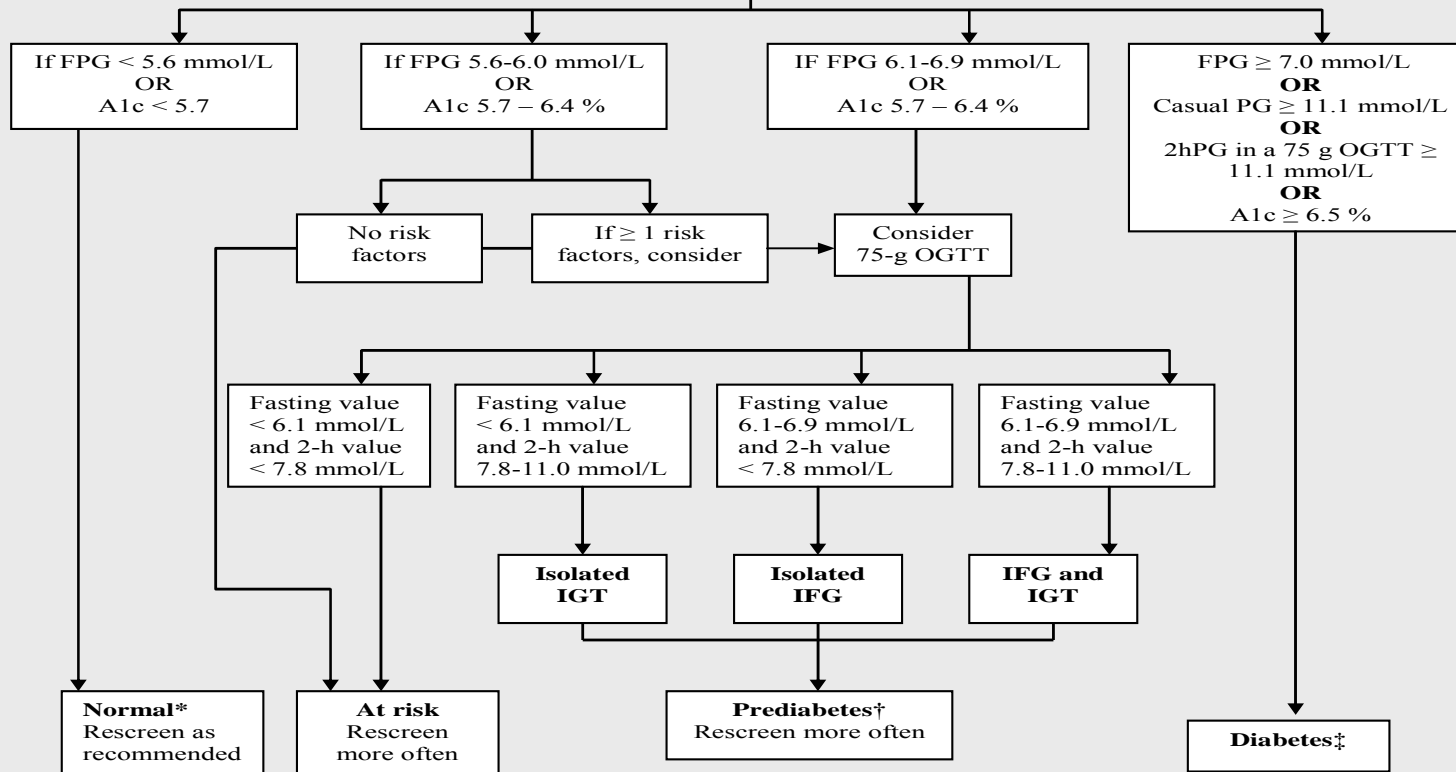 If FPG < 5.6 mmol/L
OR
A1c < 5.7
If FPG 5.6-6.0 mmol/L
OR
A1c 5.7 – 6.4 %
IF FPG 6.1-6.9 mmol/L
OR
A1c 5.7 – 6.4 %
FPG ≥ 7.0 mmol/L
OR
Casual PG ≥ 11.1 mmol/L
OR
2hPG in a 75 g OGTT ≥
11.1 mmol/L
OR
A1c ≥ 6.5 %
No risk
factors
If ≥ 1 risk
factors, consider
Consider
75-g OGTT
Fasting value
< 6.1 mmol/L
and 2-h value
< 7.8 mmol/L
Fasting value
< 6.1 mmol/L
and 2-h value
7.8-11.0 mmol/L
Fasting value
6.1-6.9 mmol/L
and 2-h value
< 7.8 mmol/L
Fasting value
6.1-6.9 mmol/L
and 2-h value
7.8-11.0 mmol/L
Isolated
IGT
Isolated
IFG
IFG and
IGT
Normal*
Rescreen as
recommended
At risk
Rescreen
more often
Prediabetes†
Rescreen more often
Diabetes‡